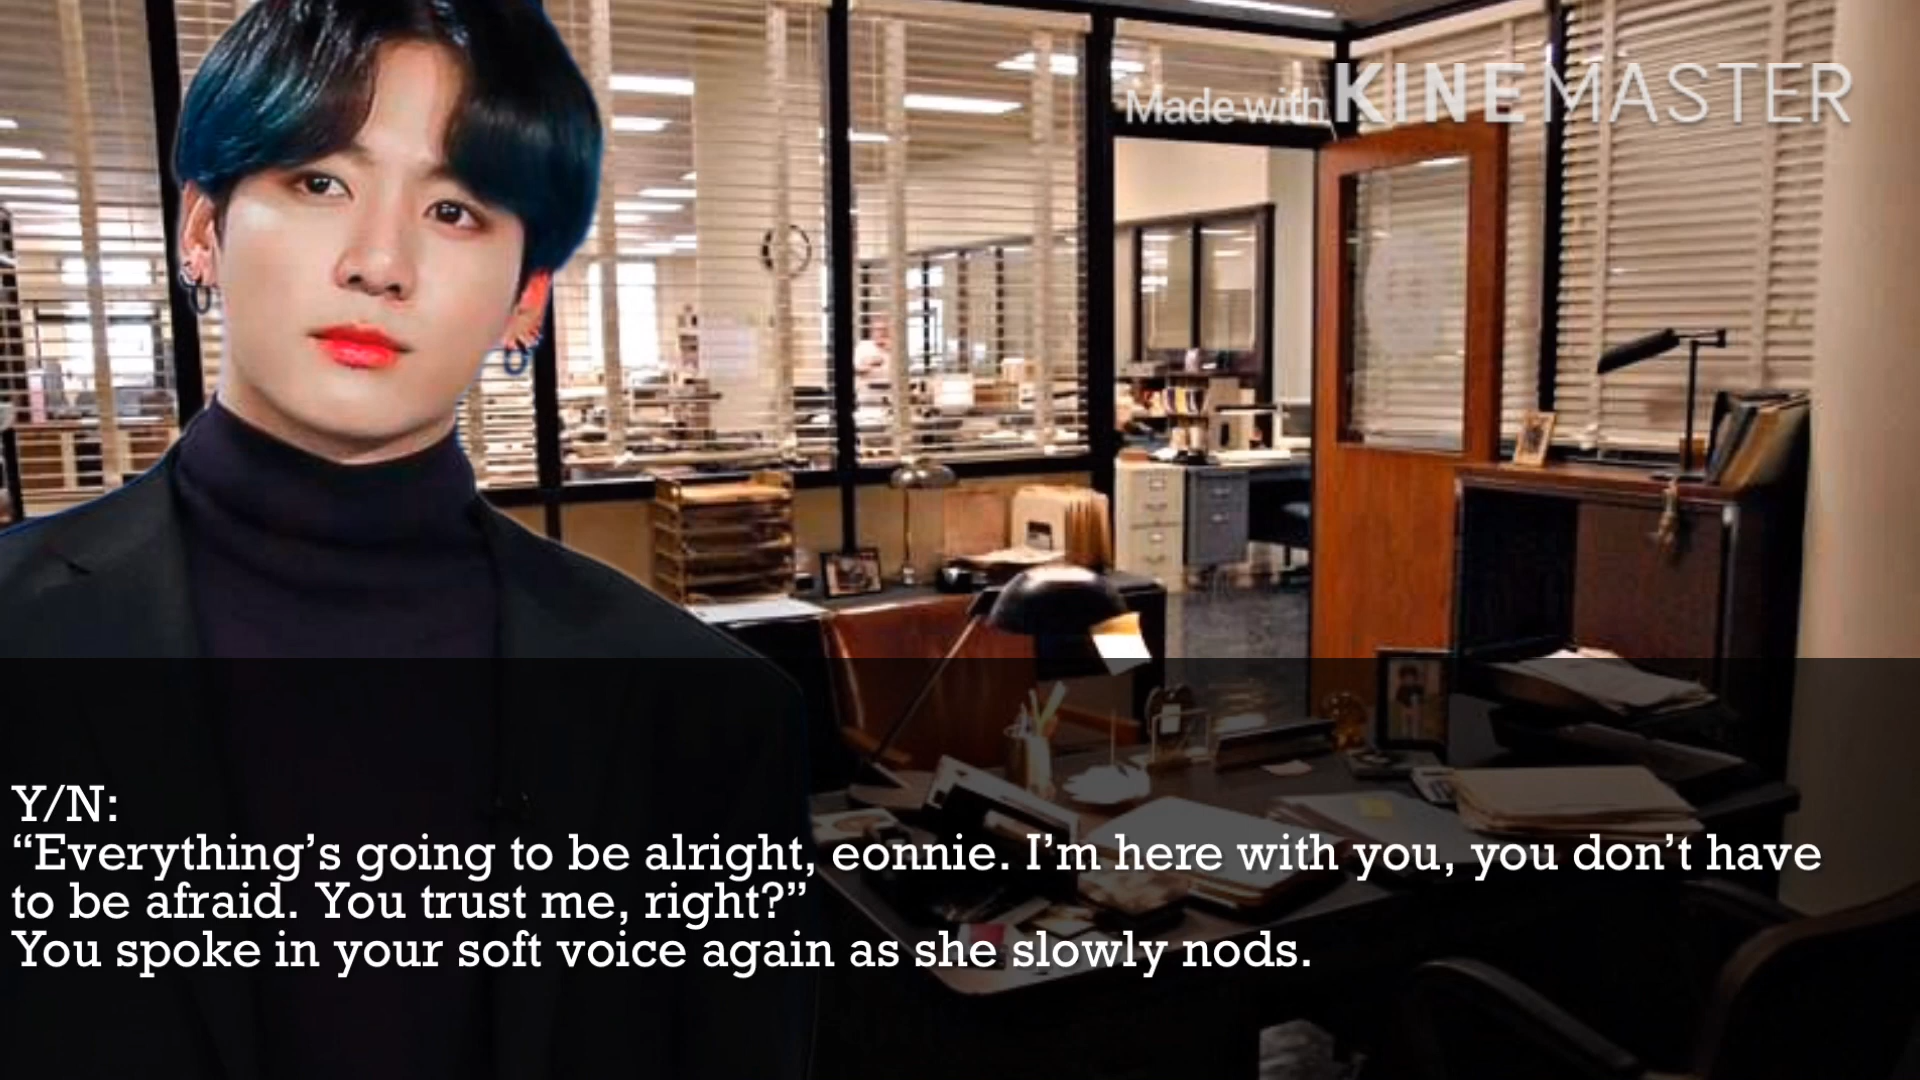 Made with KINEMASTER
Y/N:
“Everything’s going to be alright, eonnie. I’m here with you, you don’t have
to be afraid. You trust me, right?”
You spoke in your soft voice again as she slowly nods.